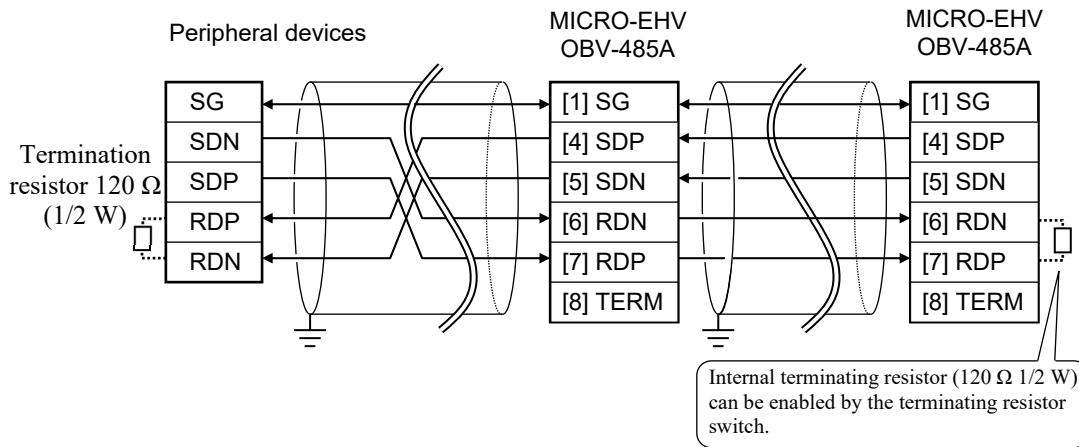 Peripheral devices
MICRO-EHV
OBV-485A
MICRO-EHV
OBV-485A
SG
SDN
SDP
RDP
RDN
Termination
resistor 120 Ω
(1/2 W)
[1] SG
[4] SDP
[5] SDN
[6] RDN
[7] RDP
[8] TERM
[1] SG
[4] SDP
[5] SDN
[6] RDN
[7] RDP
[8] TERM
Internal terminating resistor (120 Ω 1/2 W)
can be enabled by the terminating resistor
switch.